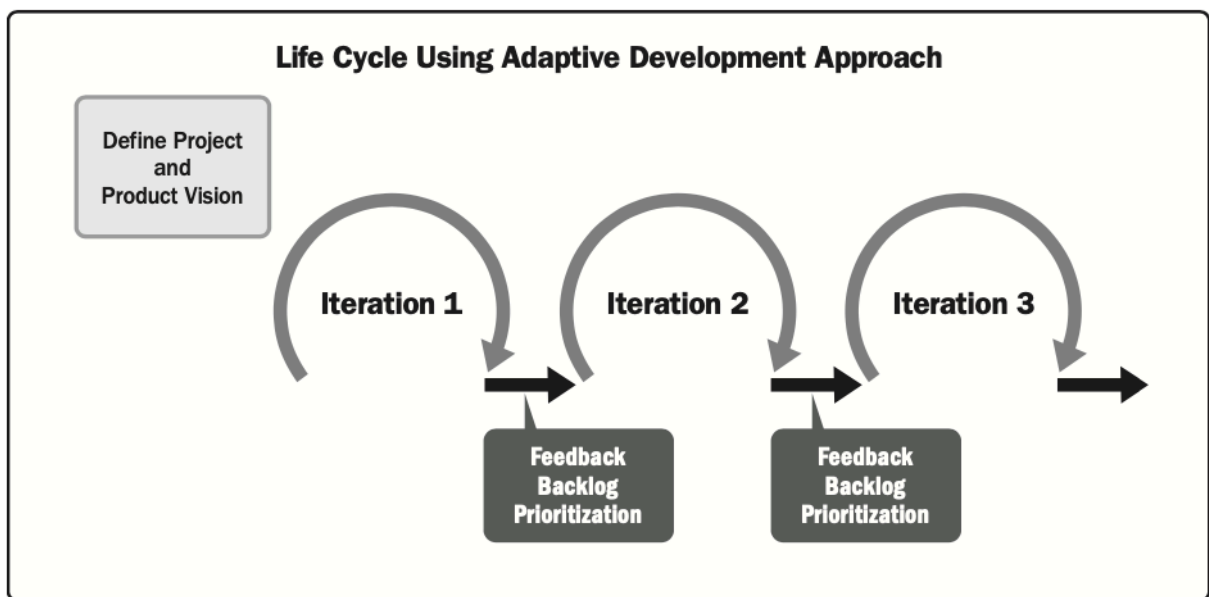 Life Cycle Using Adaptive Development Approach
Define Project
and
Product Vision
Iteration 1
Iteration 2
Iteration 3
Feedback
Backlog
Prioritization
Feedback
Backlog
Prioritization